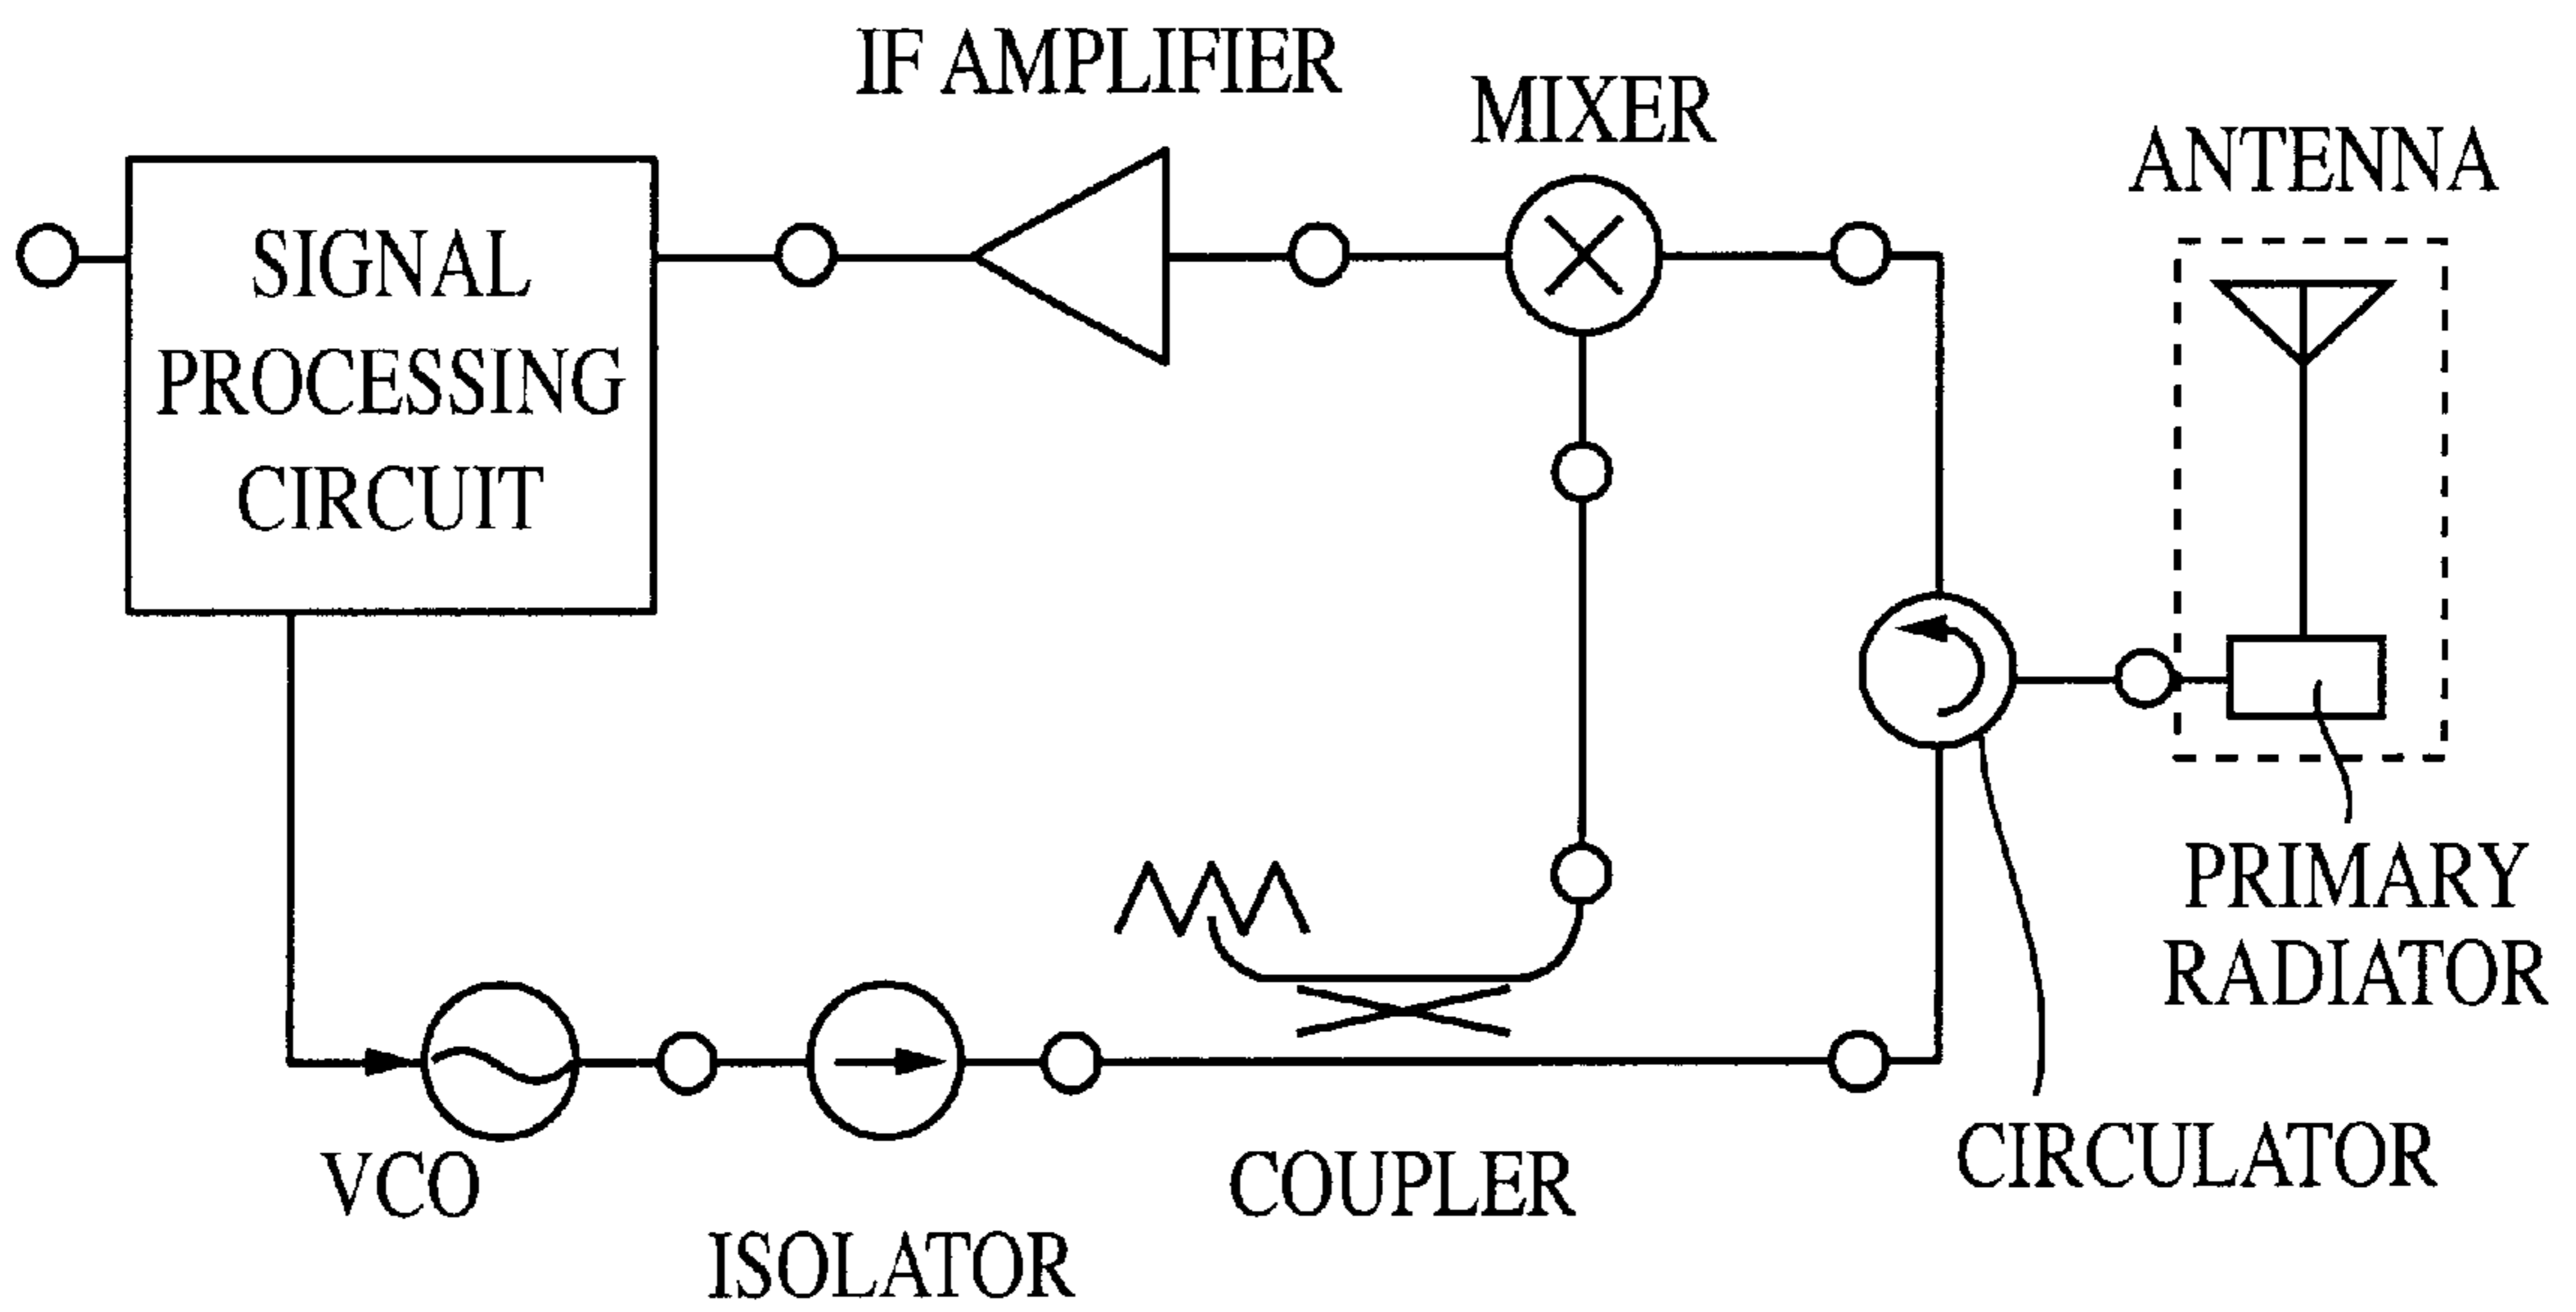 IF AMPLIFIER
MIXER
ANTENNA
SIGNAL
PROCESSING
CIRCUIT
PRIMARY
RADIATOR
VCO
ISOLATOR
COUPLER
CIRCULATOR